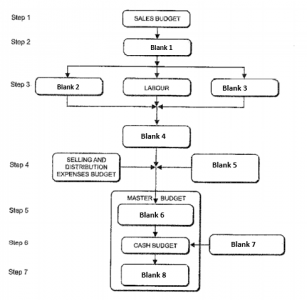 Step 1
SALES BUDGET
Step 2
Blank 1
Step 3
Blank 2
LABOUR
Blank 3
Blank 4
Step 4
SELLING AND
DISTRIBUTION
EXPENSES BUDGET
Blank 5
MASTER BUDGET
Step 5
Blank 6
Step 6
CASH BUDGET
Blank 7
Step 7
Blank 8